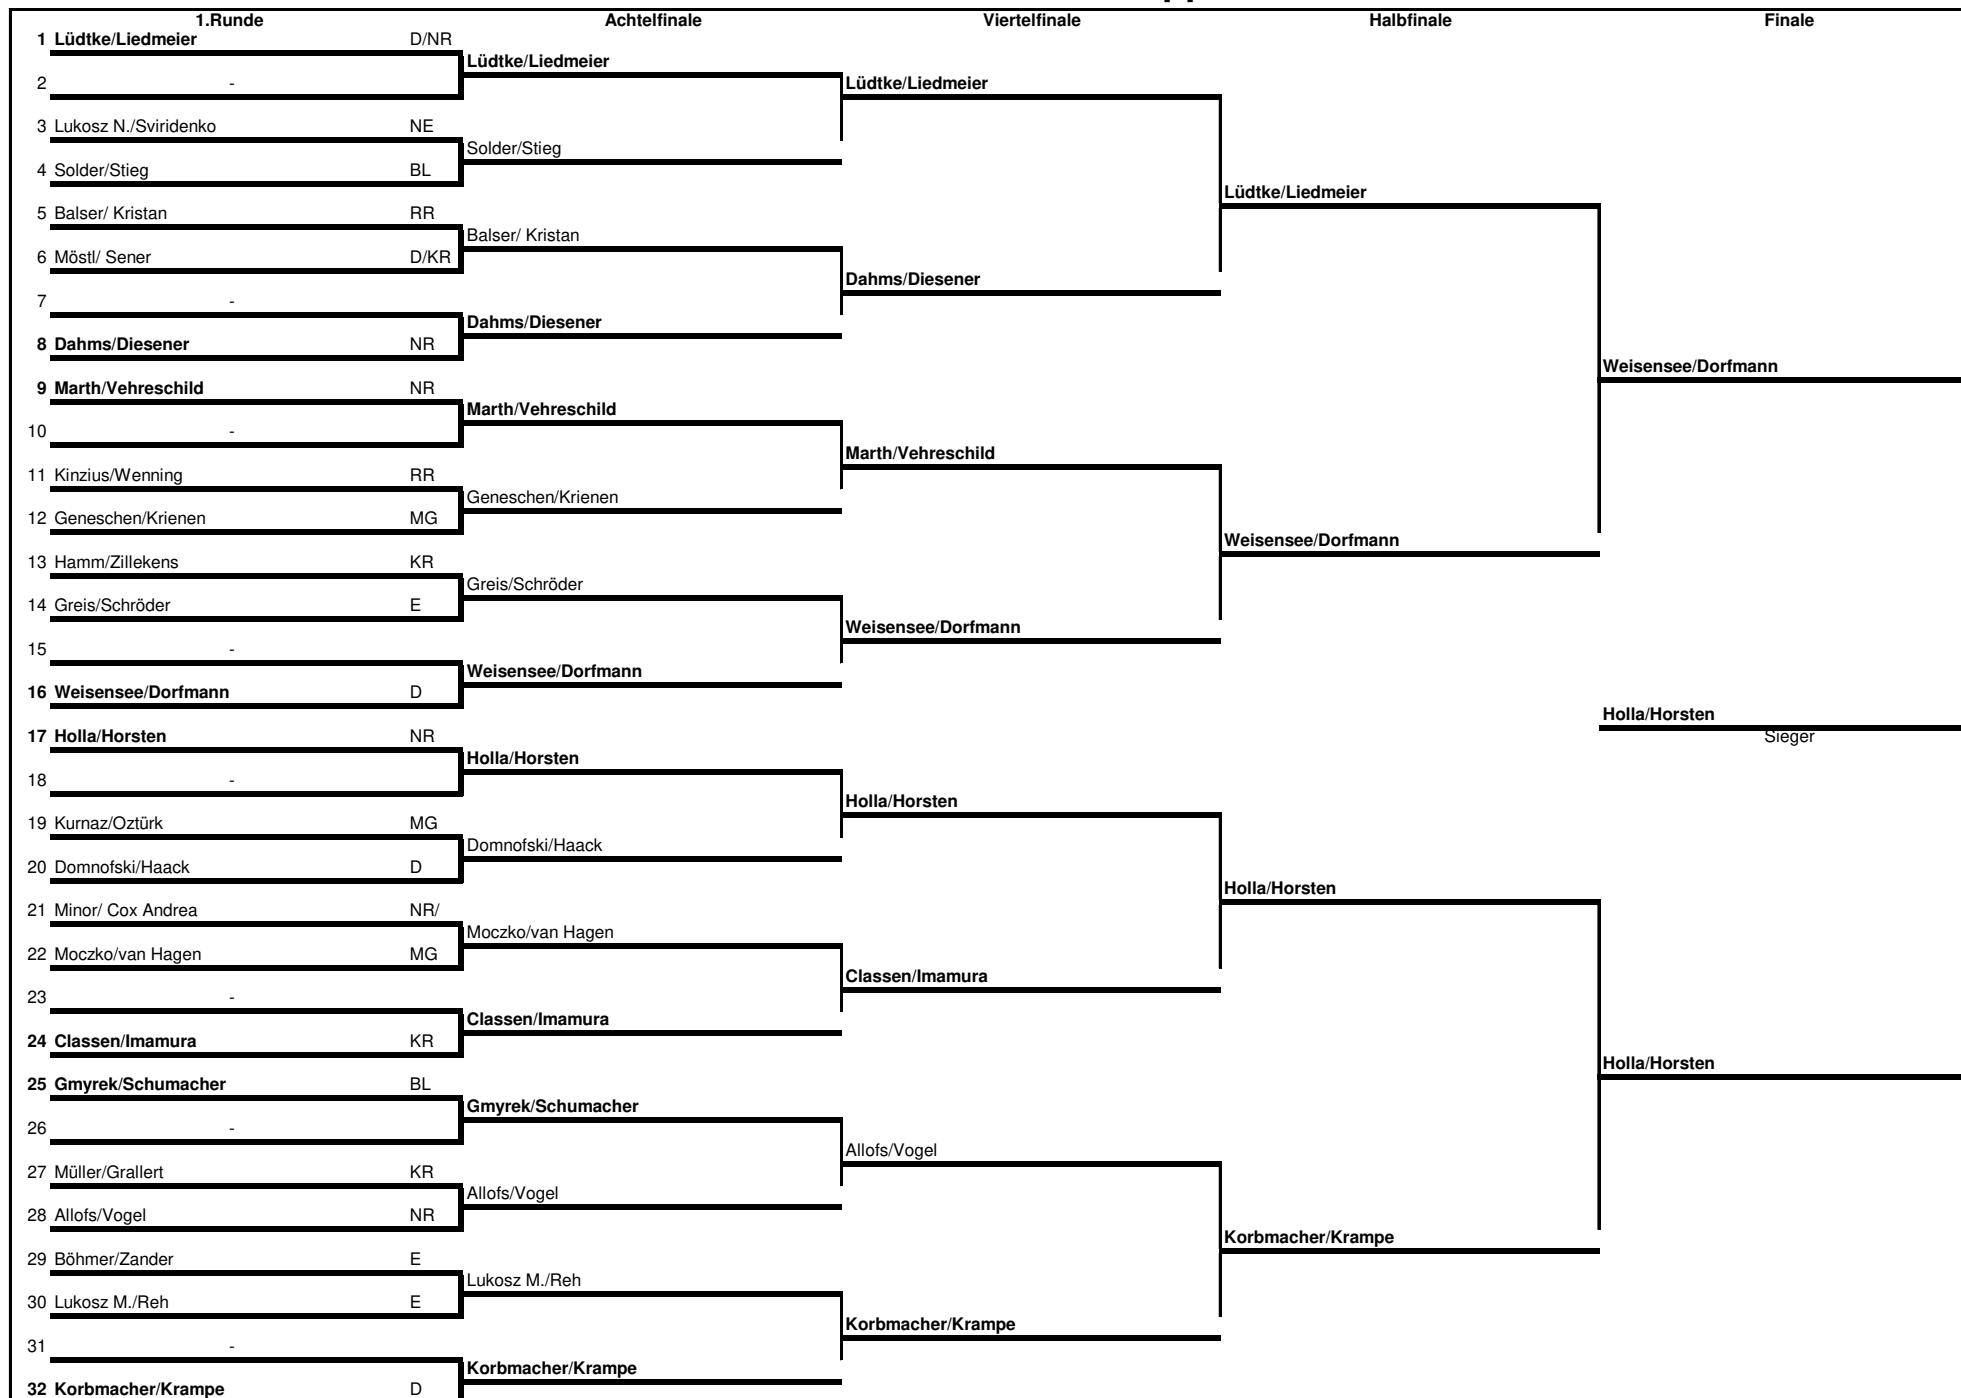 1.Runde Achtelfinale Viertelfinale Halbfinale Finale
1 Lüdtke/Liedmeier D/NR
Lüdtke/Liedmeier
2 - Lüdtke/Liedmeier
3 Lukosz N./Sviridenko NE
Solder/Stieg
4 Solder/Stieg BL
Lüdtke/Liedmeier
5 Balser/ Kristan RR
Balser/ Kristan
6 Möstl/ Sener D/KR
Dahms/Diesener
7 -
Dahms/Diesener
8 Dahms/Diesener NR
Weisensee/Dorfmann
9 Marth/Vehreschild NR
Marth/Vehreschild
10 -
Marth/Vehreschild
11 Kinzius/Wenning RR
Geneschen/Krienen
12 Geneschen/Krienen MG
Weisensee/Dorfmann
13 Hamm/Zillekens KR
Greis/Schröder
14 Greis/Schröder E
Weisensee/Dorfmann
15 -
Weisensee/Dorfmann
16 Weisensee/Dorfmann D
Holla/Horsten
17 Holla/Horsten NR Sieger
Holla/Horsten
18 -
Holla/Horsten
19 Kurnaz/Oztürk MG
Domnofski/Haack
20 Domnofski/Haack D
Holla/Horsten
21 Minor/ Cox Andrea NR/
Moczko/van Hagen
22 Moczko/van Hagen MG
Classen/Imamura
23 -
Classen/Imamura
24 Classen/Imamura KR
Holla/Horsten
25 Gmyrek/Schumacher BL
Gmyrek/Schumacher
26 -
Allofs/Vogel
27 Müller/Grallert KR
Allofs/Vogel
28 Allofs/Vogel NR
Korbmacher/Krampe
29 Böhmer/Zander E
Lukosz M./Reh
30 Lukosz M./Reh E
Korbmacher/Krampe
31 -
Korbmacher/Krampe
32 Korbmacher/Krampe D